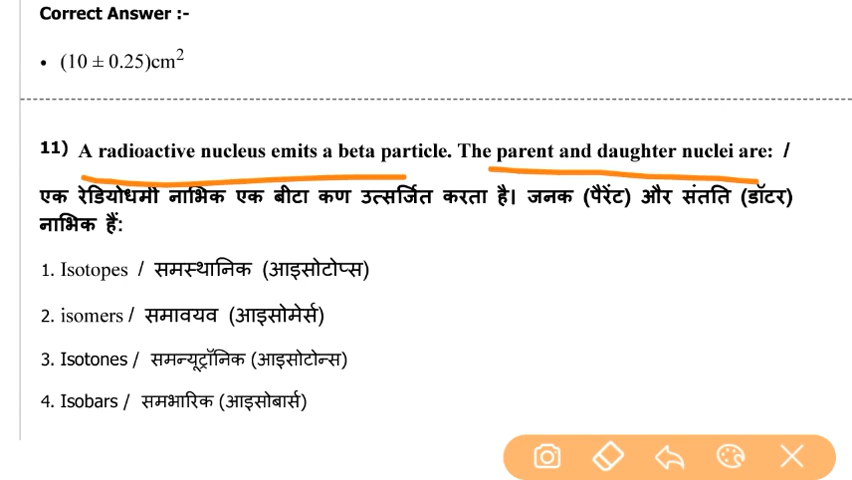 Correct Answer :-
• (10 ± 0.25)cm²
11) A radioactive nucleus emits a beta particle. The parent and daughter nuclei are: /
एक रेडियोधर्मी नाभिक एक बीटा कण उत्सर्जित करता है। जनक (पैरेंट) और संतति (डॉटर)
नाभिक हैं:
1. Isotopes / समस्थानिक (आइसोटोप्स)
2. isomers / समावयव (आइसोमेर्स)
3. Isotones / समन्यूट्रॉनिक (आइसोटोन्स)
4. Isobars / समभारिक (आइसोबार्स)